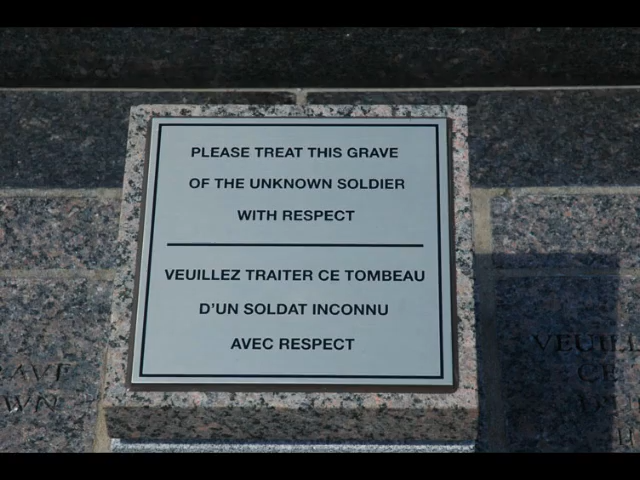 PLEASE TREAT THIS GRAVE
OF THE UNKNOWN SOLDIER
WITH RESPECT
VEUILLEZ TRAITER CE TOMBEAU
D'UN SOLDAT INCONNU
AVEC RESPECT
CE